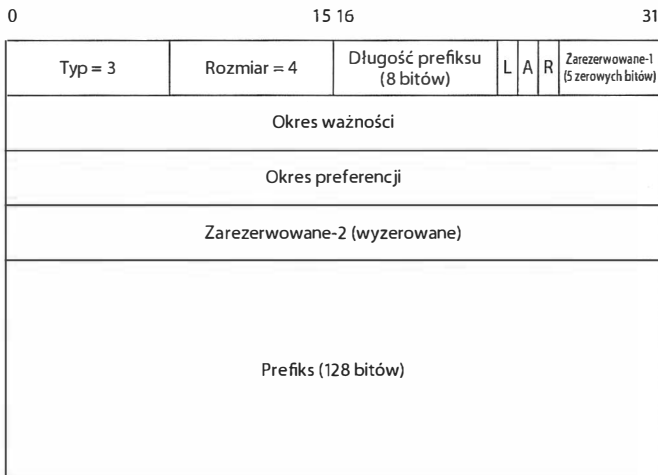 0 15 16 31
Typ = 3 Rozmiar = 4 Długość prefiksu (8 bitów) L A R Zarezerwowane-1 (5 zerowych bitów)
Okres ważności
Okres preferencji
Zarezerwowane-2 (wyzerowane)
Prefiks (128 bitów)